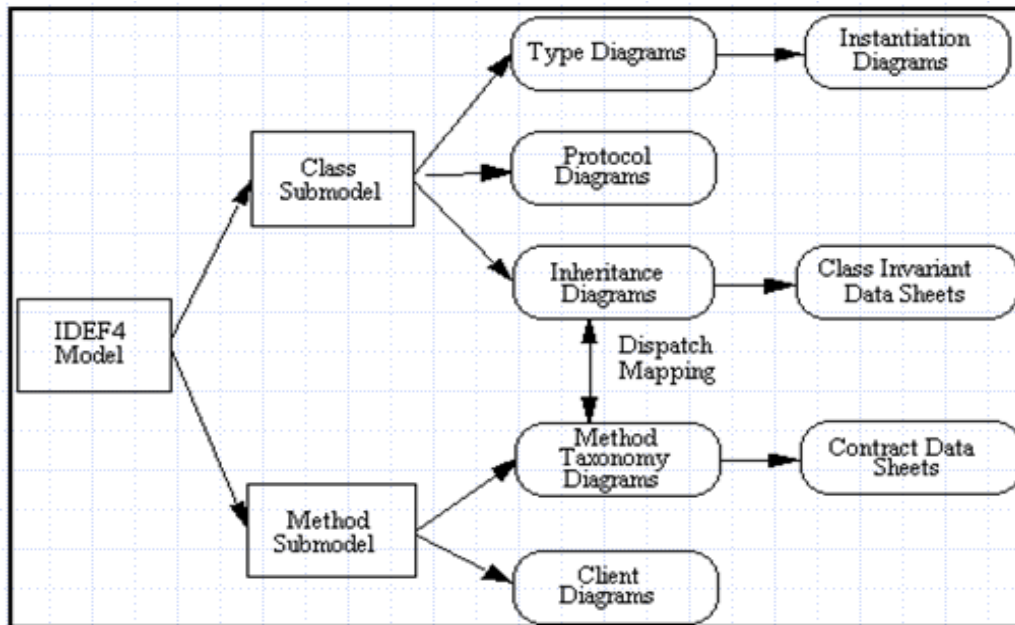 Type Diagrams
Instantiation
Diagrams
Class
Submodel
Protocol
Diagrams
Inheritance
Diagrams
Class Invariant
Data Sheets
IDEF4
Model
Dispatch
Mapping
Method
Taxonomy
Diagrams
Contract Data
Sheets
Method
Submodel
Client
Diagrams